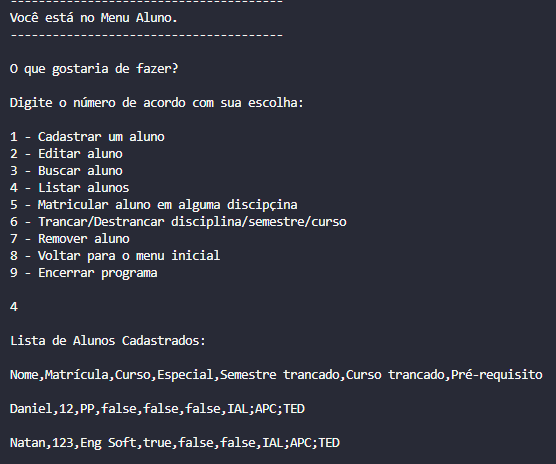 ----------------------------------------
Você está no Menu Aluno.
----------------------------------------
O que gostaria de fazer?
Digite o número de acordo com sua escolha:
1 - Cadastrar um aluno
2 - Editar aluno
3 - Buscar aluno
4 - Listar alunos
5 - Matricular aluno em alguma discipçina
6 - Trancar/Destrancar disciplina/semestre/curso
7 - Remover aluno
8 - Voltar para o menu inicial
9 - Encerrar programa
4
Lista de Alunos Cadastrados:
Nome,Matrícula,Curso,Especial,Semestre trancado,Curso trancado,Pré-requisito
Daniel,12,PP,false,false,false,IAL;APC;TED
Natan,123,Eng Soft,true,false,false,IAL;APC;TED